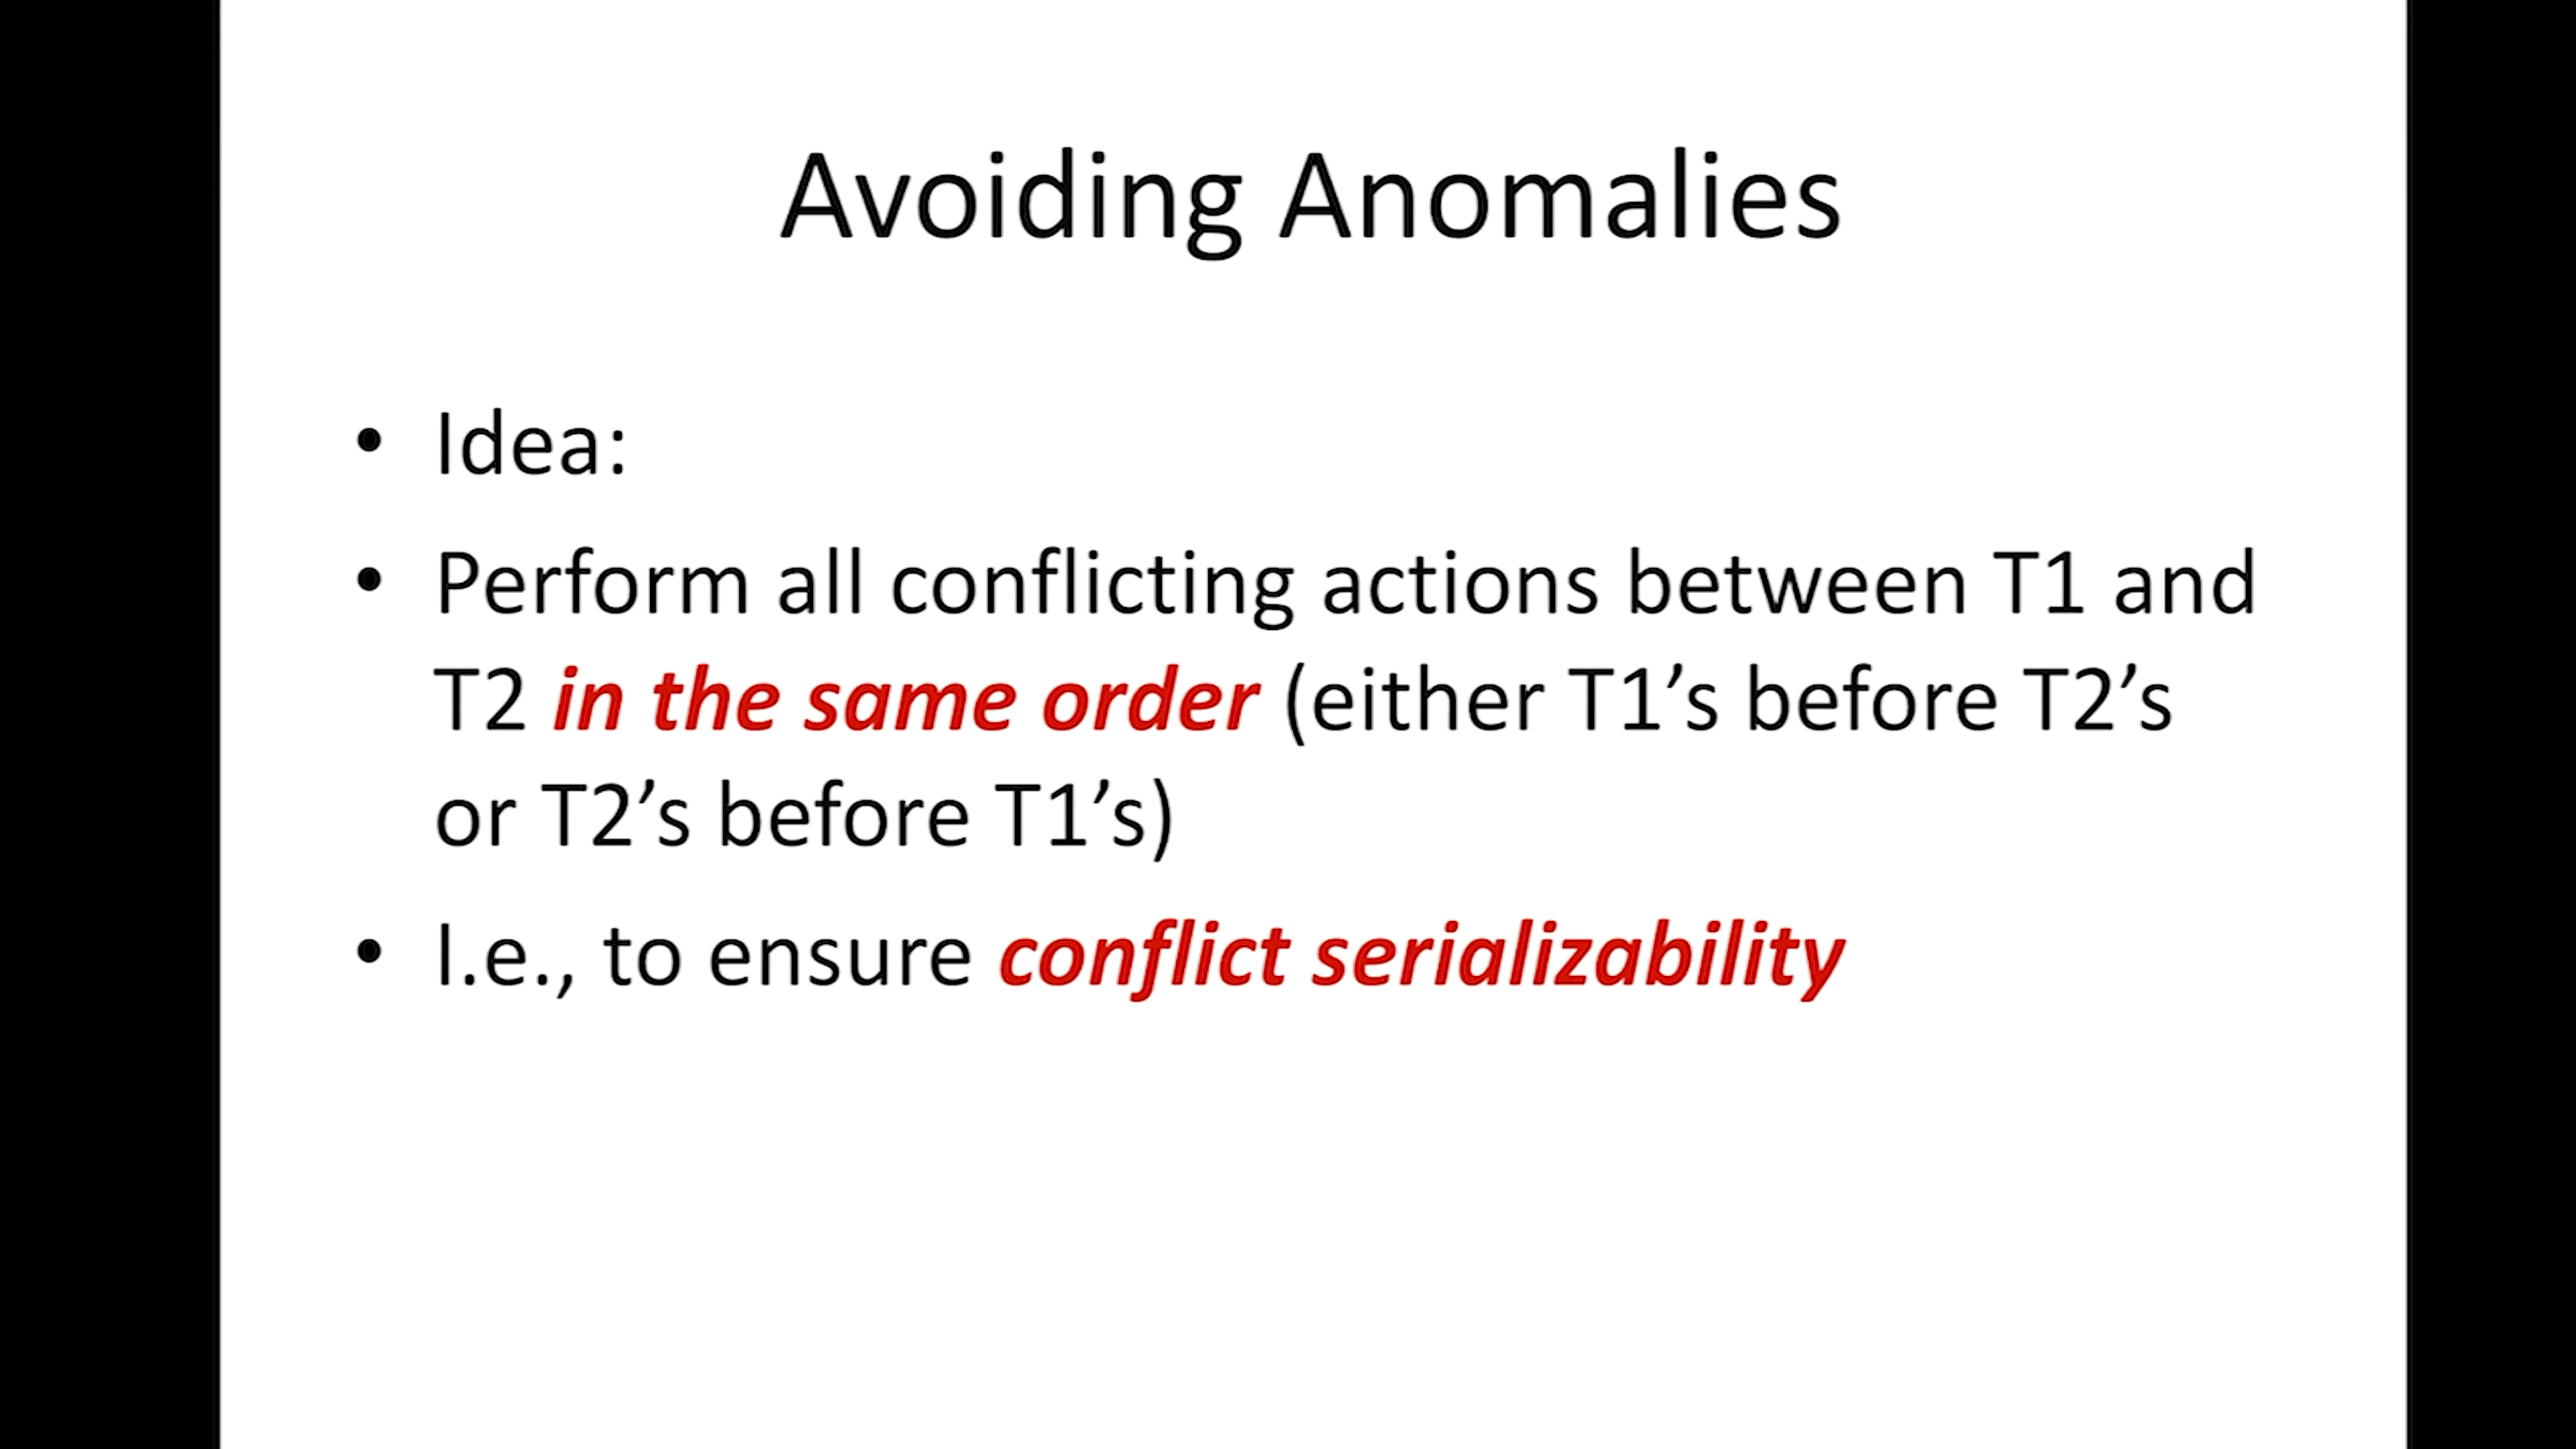 Avoiding Anomalies
• Idea:
• Perform all conflicting actions between T1 and
T2 in the same order (either T1’s before T2’s
or T2’s before T1’s)
• I.e., to ensure conflict serializability